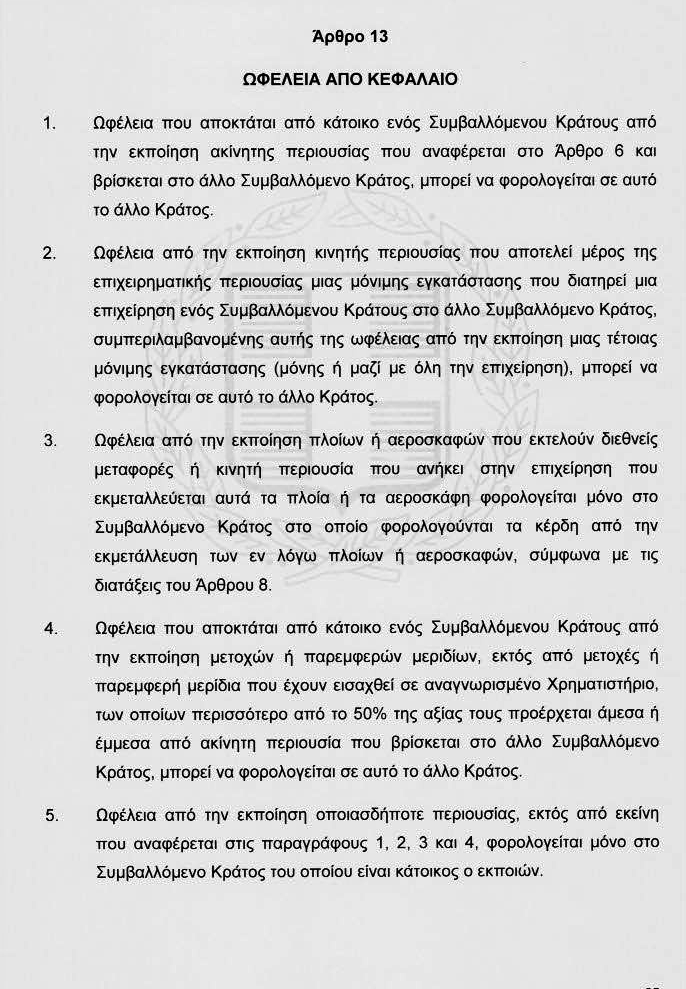 Άρθρο 13
ΩΦΕΛΕΙΑ ΑΠΟ ΚΕΦΑΛΑΙΟ
1. Ωφέλεια που αποκτάται από κάτοικο ενός Συμβαλλόμενου Κράτους από
την εκποίηση ακίνητης περιουσίας που αναφέρεται στο Άρθρο 6 και
βρίσκεται στο άλλο Συμβαλλόμενο Κράτος, μπορεί να φορολογείται σε αυτό
το άλλο Κράτος.
2. Ωφέλεια από την εκποίηση κινητής περιουσίας που αποτελεί μέρος της
επιχειρηματικής περιουσίας μιας μόνιμης εγκατάστασης που διατηρεί μια
επιχείρηση ενός Συμβαλλόμενου Κράτους στο άλλο Συμβαλλόμενο Κράτος,
συμπεριλαμβανομένης αυτής της ωφέλειας από την εκποίηση μιας τέτοιας
μόνιμης εγκατάστασης (μόνης ή μαζί με όλη την επιχείρηση), μπορεί να
φορολογείται σε αυτό το άλλο Κράτος.
3. Ωφέλεια από την εκποίηση πλοίων ή αεροσκαφών που εκτελούν διεθνείς
μεταφορές ή κινητή περιουσία που ανήκει στην επιχείρηση που
εκμεταλλεύεται αυτά τα πλοία ή τα αεροσκάφη φορολογείται μόνο στο
Συμβαλλόμενο Κράτος στο οποίο φορολογούνται τα κέρδη από την
εκμετάλλευση των εν λόγω πλοίων ή αεροσκαφών, σύμφωνα με τις
διατάξεις του Άρθρου 8.
4. Ωφέλεια που αποκτάται από κάτοικο ενός Συμβαλλόμενου Κράτους από
την εκποίηση μετοχών ή παρεμφερών μεριδίων, εκτός από μετοχές ή
παρεμφερή μερίδια που έχουν εισαχθεί σε αναγνωρισμένο Χρηματιστήριο,
των οποίων περισσότερο από το 50% της αξίας τους προέρχεται άμεσα ή
έμμεσα από ακίνητη περιουσία που βρίσκεται στο άλλο Συμβαλλόμενο
Κράτος, μπορεί να φορολογείται σε αυτό το άλλο Κράτος.
5. Ωφέλεια από την εκποίηση οποιασδήποτε περιουσίας, εκτός από εκείνη
που αναφέρεται στις παραγράφους 1, 2, 3 και 4, φορολογείται μόνο στο
Συμβαλλόμενο Κράτος του οποίου είναι κάτοικος ο εκποιών.